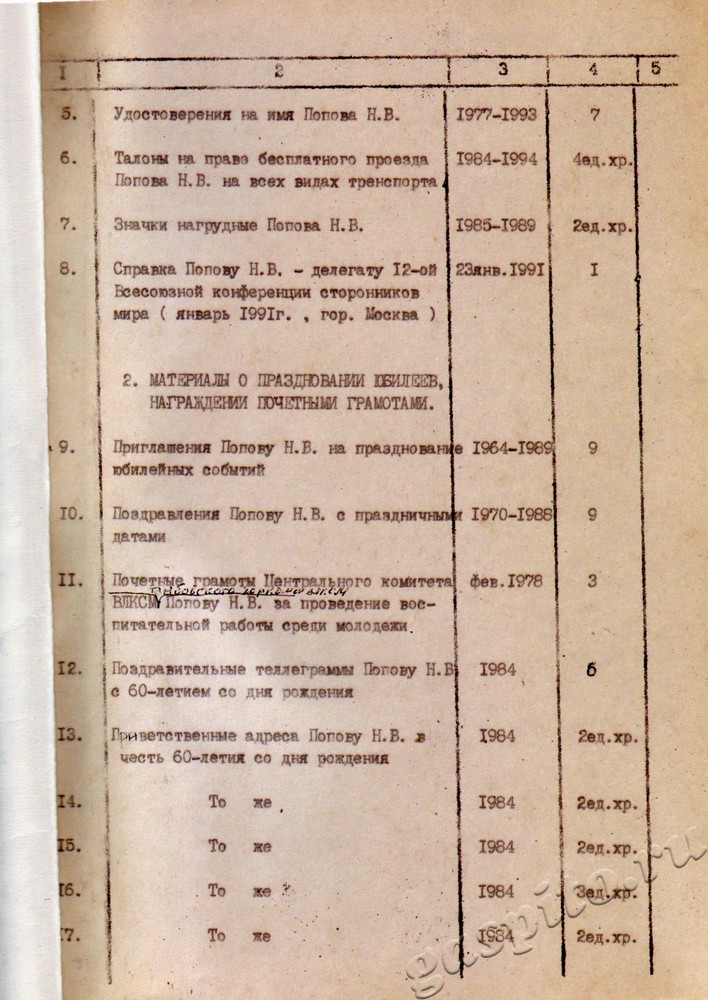 I 2 3 4 5
5. Удостоверения на имя Попова Н.В. 1977-1993 7
6. Талоны на право бесплатного проезда 1984-1994 4ед.хр.
Попова Н.В. на всех видах тренспорта
7. Значки нагрудные Попова Н.В. 1985-1989 2ед.хр.
8. Справка Попову Н.В. - делегату 12-ой 23янв.1991 I
Всесоюзной конференции сторонников
мира ( январь 1991г. , гор. Москва )
2. МАТЕРИАЛЫ О ПРАЗДНОВАНИИ ЮБИЛЕЕВ,
НАГРАЖДЕНИИ ПОЧЕТНЫМИ ГРАМОТАМИ.
9. Приглашения Попову Н.В. на празднование 1964-1989 9
юбилейных событий
10. Поздравления Попову Н.В. с праздничными 1970-1988 9
датами
II. Почетные грамоты Центрального комитета фев.1978 3
ВЛКСМ Попову Н.В. за проведение вос-
питательной работы среди молодежи
12. Поздравительные теллеграммы Попову Н.В 1984 6
с 60-летием со дня рождения
13. Приветственные адреса Попову Н.В. в 1984 2ед.хр.
честь 60-летия со дня рождения
14. То же 1984 2ед.хр.
15. То же 1984 2ед.хр.
16. То же 1984 3ед.хр.
17. То же 1984 2ед.хр.
gaspito.ru